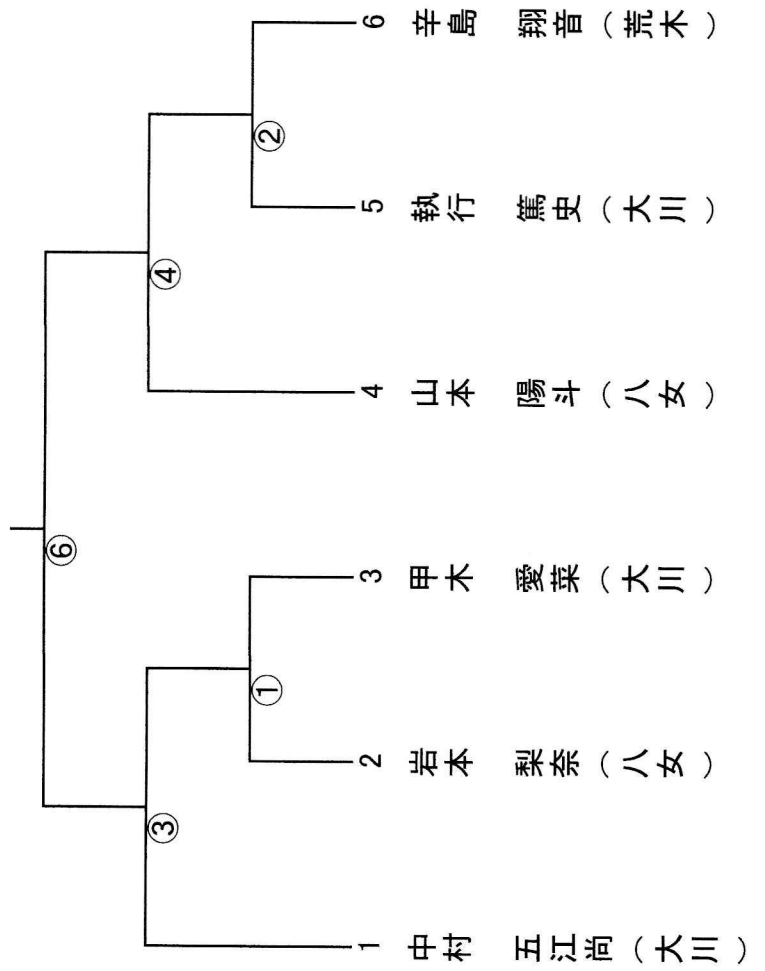 1 中村 五江尚（大川）
2 岩本 梨奈（八女）
3 甲木 愛菜（大川）
4 山本 陽斗（八女）
5 執行 篤史（大川）
6 辛島 翔音（荒木）
①
②
③
④
⑥